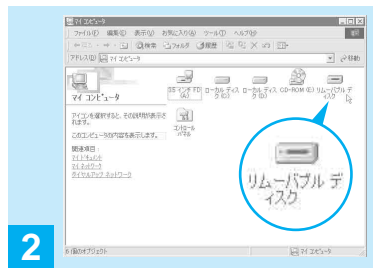 マイ コンピュータ
ファイル(F) 編集(E) 表示(V) お気に入り(A) ツール(T) ヘルプ(H)
検索 フォルダ 履歴
アドレス(D) マイ コンピュータ 移動
マイ コンピュータ
アイコンを選択すると、その説明が表示されます。
このコンピュータの内容を表示します。
関連項目:
マイ ドキュメント
マイ ネットワーク
ダイヤルアップ ネットワーク
3.5 インチ FD (A)
ローカル ディスク (C)
ローカル ディスク (D)
CD-ROM (E)
リムーバブル ディスク
コントロール パネル
リムーバブル ディスク
2
6 個のオブジェクト
マイ コンピュータ